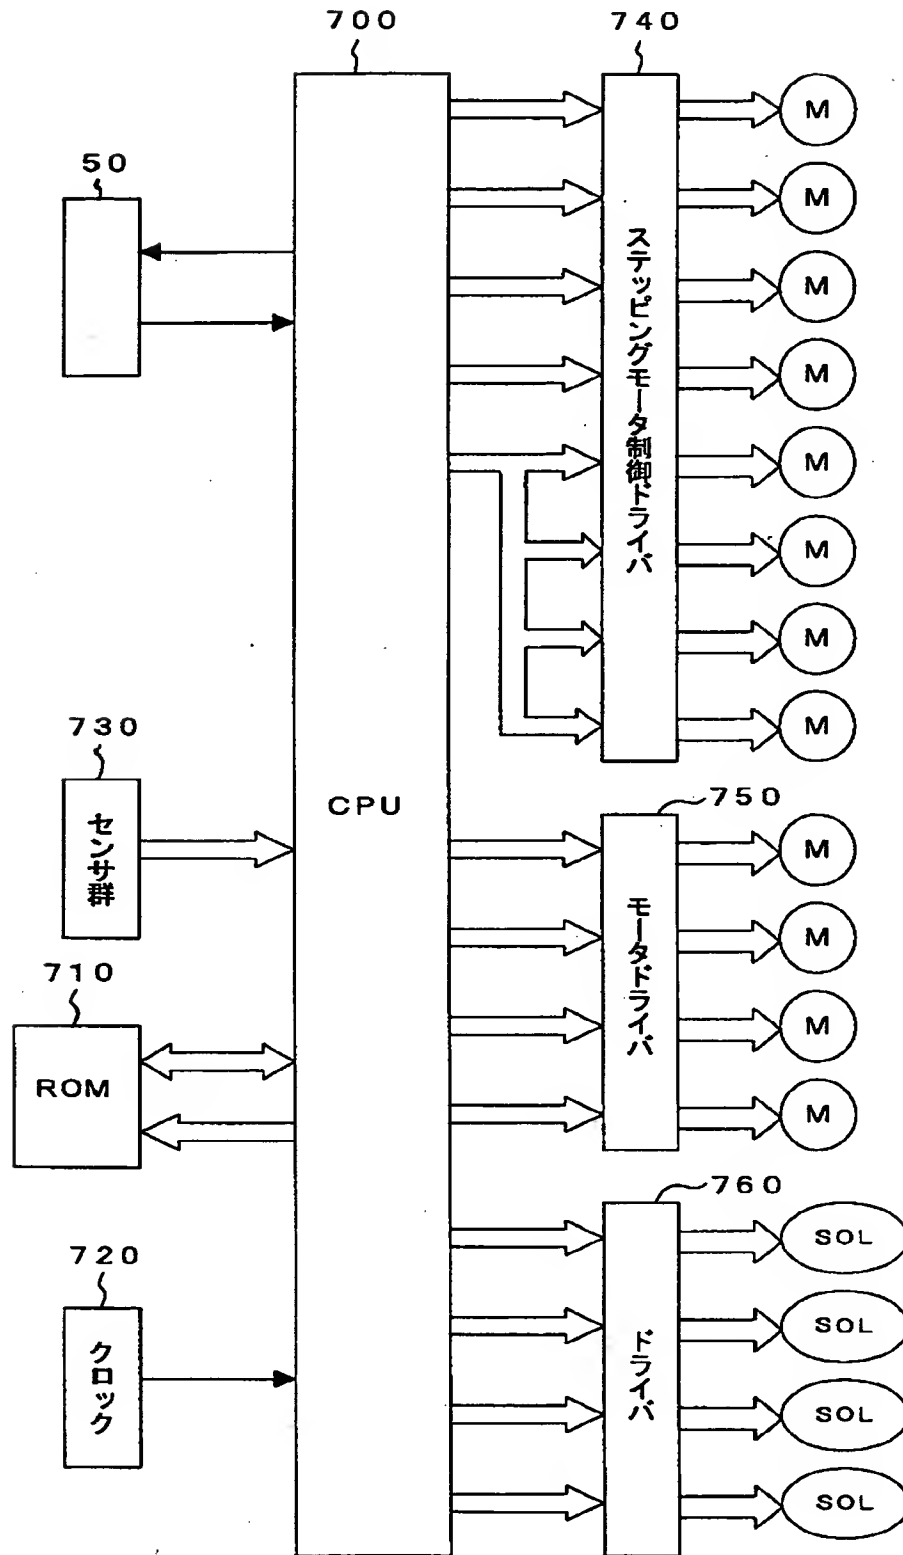 700
740
50
730
710
720
750
760
CPU
センサ群
ROM
クロック
ステッピングモータ制御ドライバ
モータドライバ
ドライバ
M
M
M
M
M
M
M
M
M
M
M
M
SOL
SOL
SOL
SOL